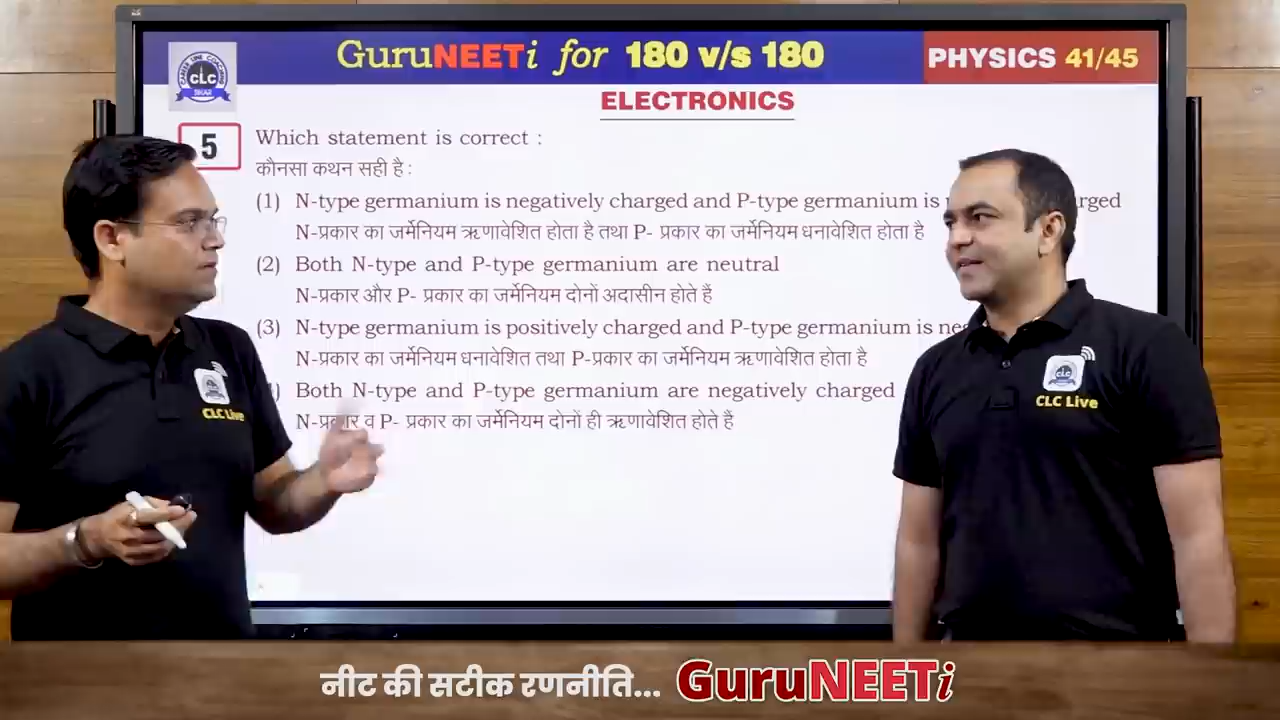 GuruNEETi for 180 v/s 180
PHYSICS 41/45
CLC
ELECTRONICS
5
Which statement is correct :
कौनसा कथन सही है :
(1) N-type germanium is negatively charged and P-type germanium is
N-प्रकार का जर्मेनियम ऋणावेशित होता है तथा P- प्रकार का जर्मेनियम धनावेशित होता है
(2) Both N-type and P-type germanium are neutral
N-प्रकार और P- प्रकार का जर्मेनियम दोनों अदासीन होते हैं
(3) N-type germanium is positively charged and P-type germanium is
N-प्रकार का जर्मेनियम धनावेशित तथा P-प्रकार का जर्मेनियम ऋणावेशित होता है
Both N-type and P-type germanium are negatively charged
N-प्रकार व P- प्रकार का जर्मेनियम दोनों ही ऋणावेशित होते है
CLC Live
CLC Live
नीट की सटीक रणनीति... GuruNEETi